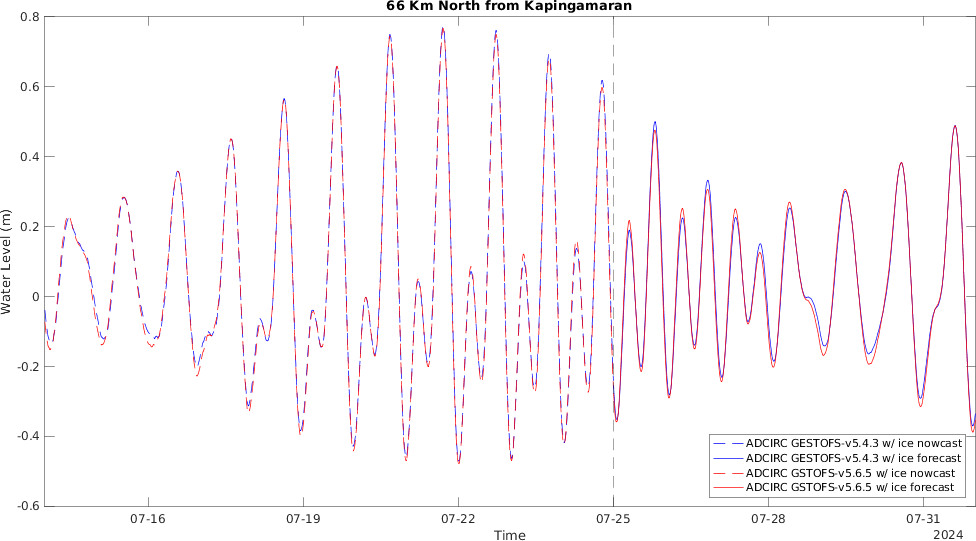 66 Km North from Kapingamaran
0.8
0.6
0.4
0.2
0
-0.2
-0.4
-0.6
Water Level (m)
ADCIRC GESTOFS-v5.4.3 w/ ice nowcast
ADCIRC GESTOFS-v5.4.3 w/ ice forecast
ADCIRC GSTOFS-v5.6.5 w/ ice nowcast
ADCIRC GSTOFS-v5.6.5 w/ ice forecast
07-16 07-19 07-22 07-25 07-28 07-31
Time 2024